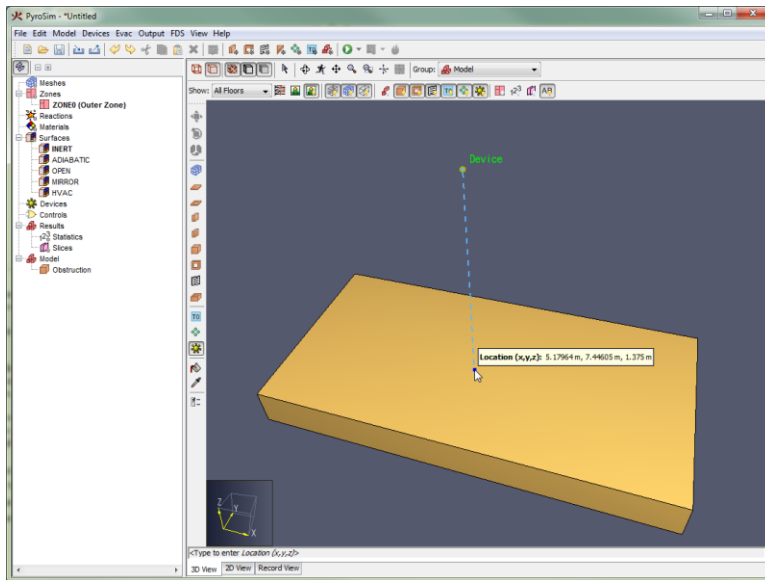 PyroSim - *Untitled
File Edit Model Devices Evac Output FDS View Help
Group: Model
Show: All Floors
Meshes
Zones
ZONE0 (Outer Zone)
Reactions
Materials
Surfaces
INERT
ADIABATIC
OPEN
MIRROR
HVAC
Devices
Controls
Results
Statistics
Slices
Model
Obstruction
Device
Location (x,y,z): 5.17964 m, 7.44605 m, 1.375 m
Z
Y
X
<Type to enter Location (x,y,z)>
3D View 2D View Record View